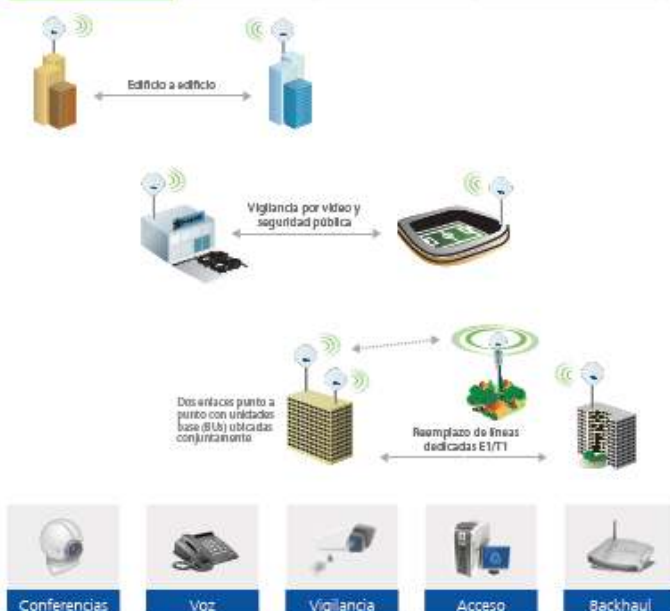 Edificio a edificio
Vigilancia por video y
seguridad pública
Dos enlaces punto a
punto con unidades
base (BUs) ubicadas
conjuntamente
Reemplazo de líneas
dedicadas E1/T1
Conferencias
Voz
Vigilancia
Acceso
Backhaul